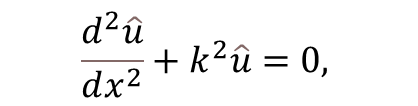 d²û/dx² + k²û = 0,